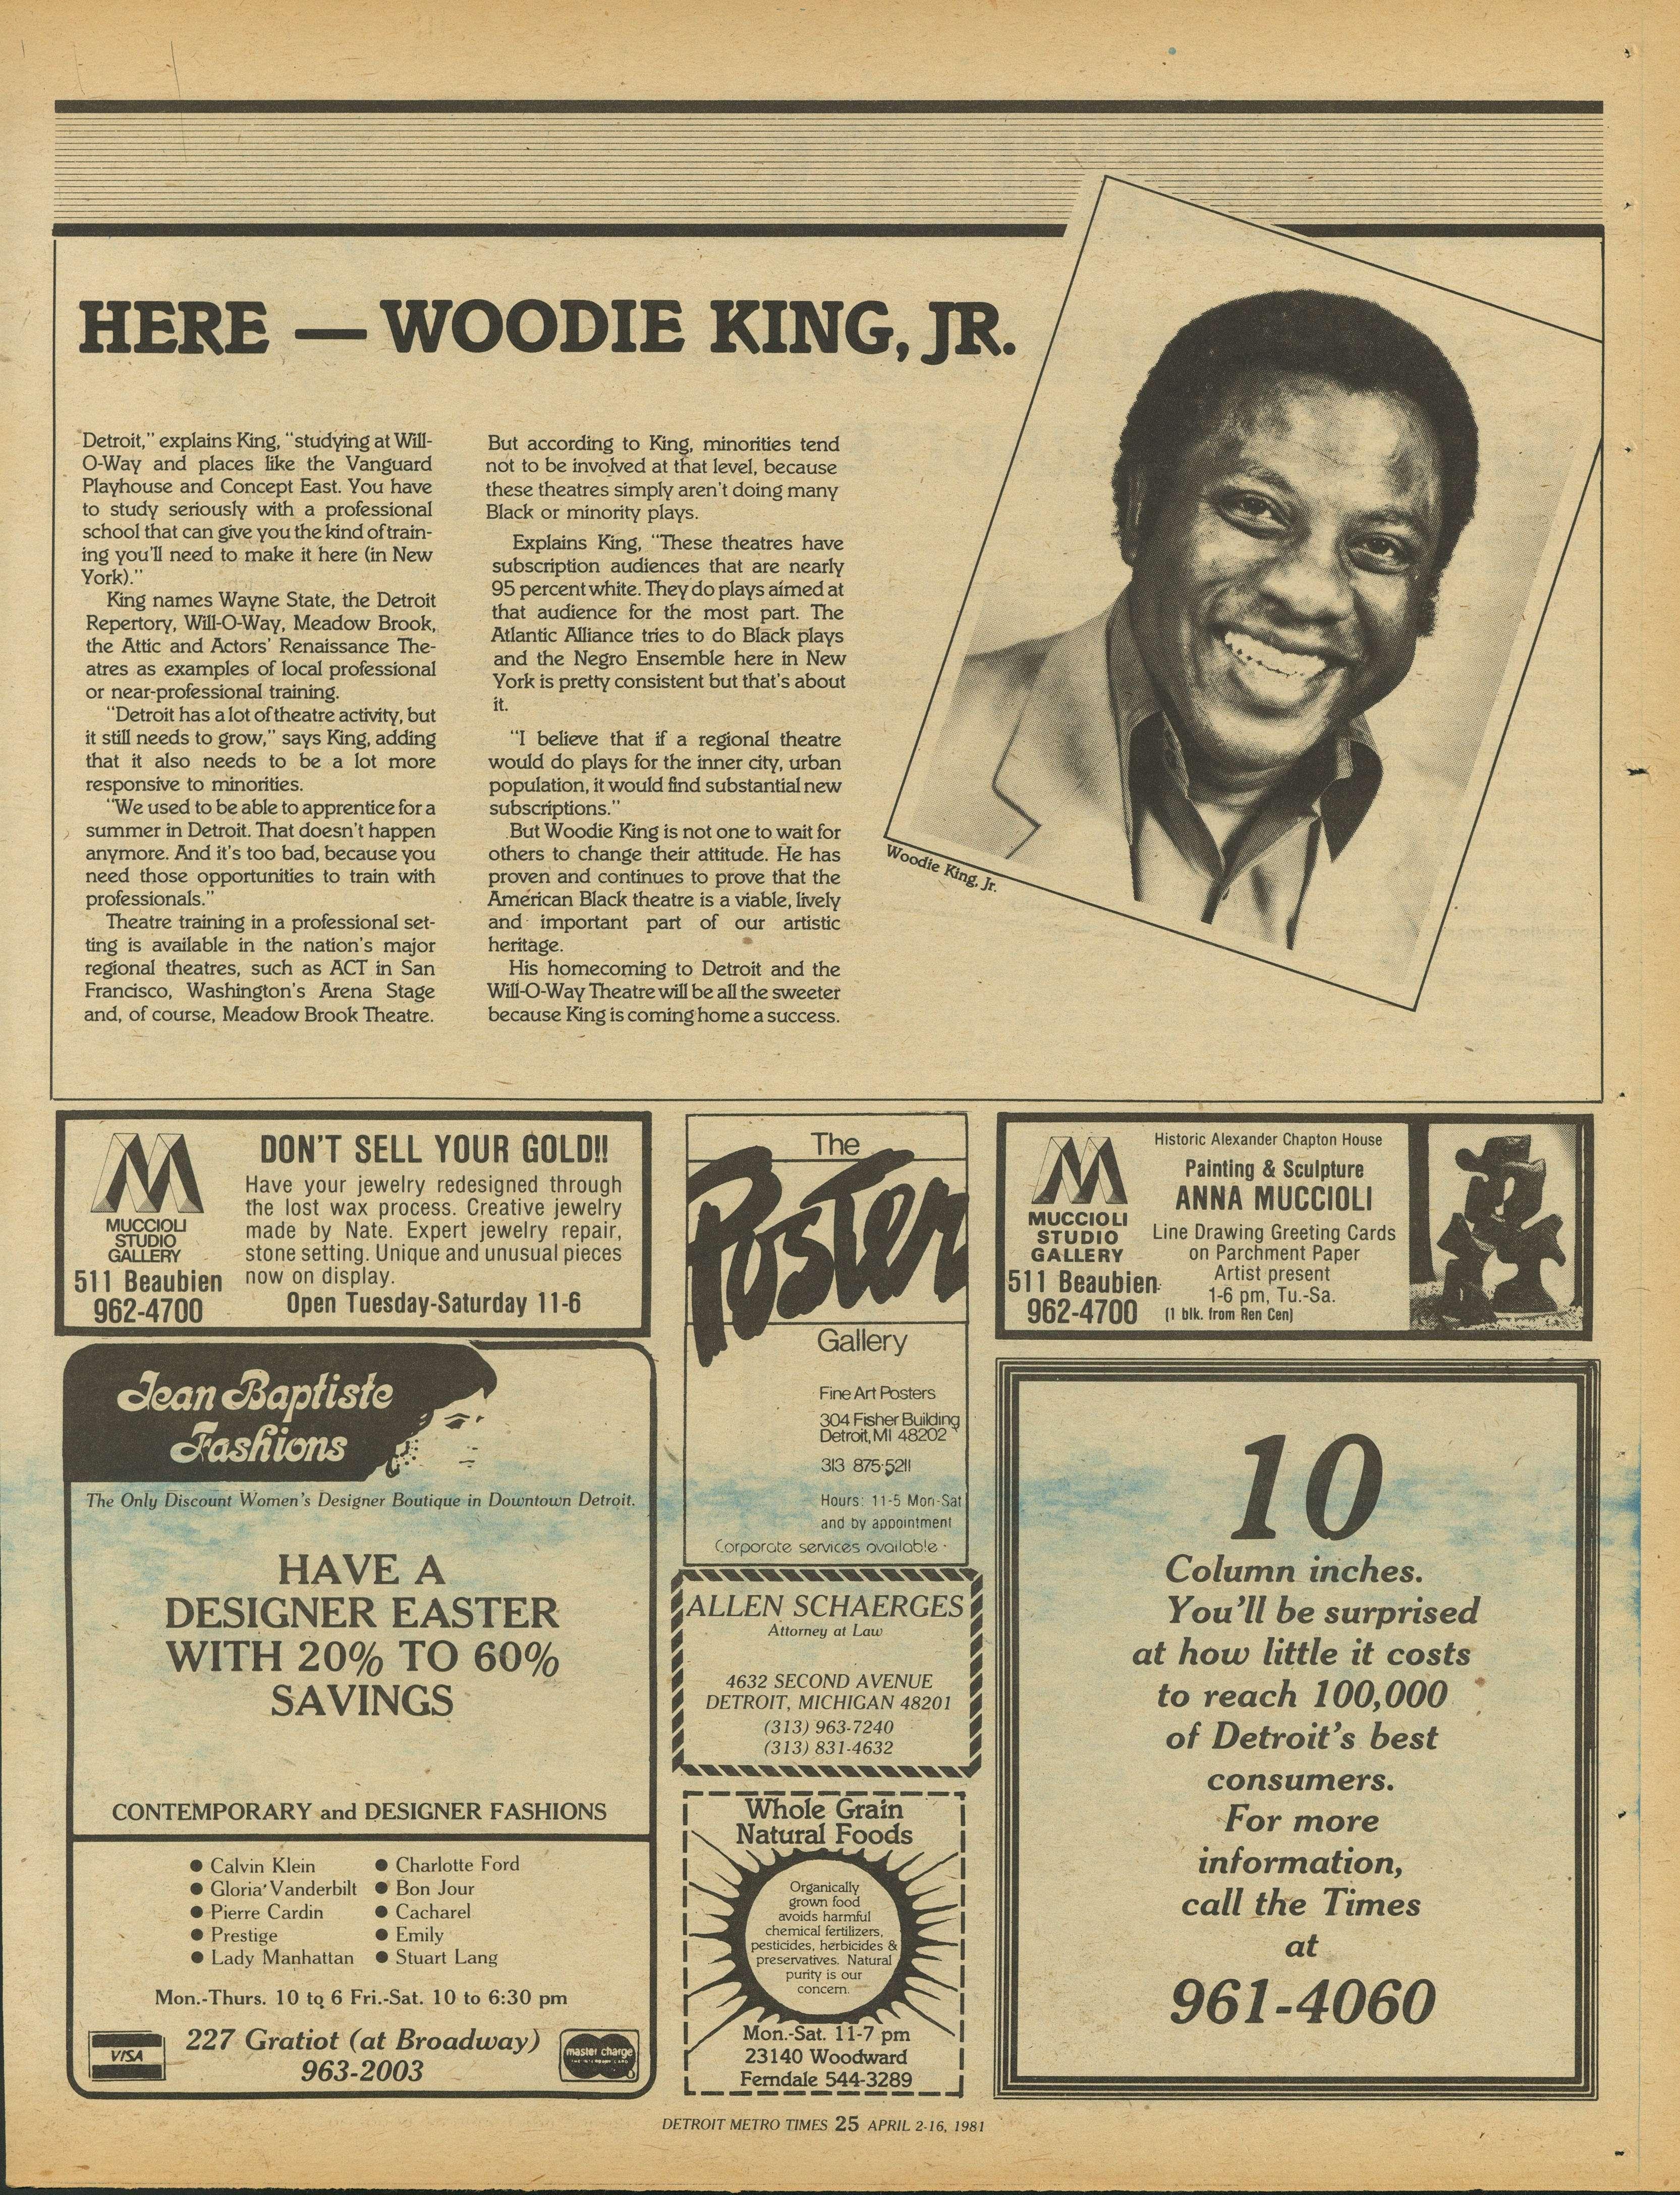 HERE — WOODIE KING, JR.
Detroit,” explains King, “studying at Will-
O-Way and places like the Vanguard
Playhouse and Concept East. You have
to study seriously with a professional
school that can give you the kind of train-
ing you’ll need to make it here (in New
York).”
King names Wayne State, the Detroit
Repertory, Will-O-Way, Meadow Brook,
the Attic and Actors’ Renaissance The-
atres as examples of local professional
or near-professional training.
“Detroit has a lot of theatre activity, but
it still needs to grow,” says King, adding
that it also needs to be a lot more
responsive to minorities.
“We used to be able to apprentice for a
summer in Detroit. That doesn’t happen
anymore. And it’s too bad, because you
need those opportunities to train with
professionals.”
Theatre training in a professional set-
ting is available in the nation’s major
regional theatres, such as ACT in San
Francisco, Washington’s Arena Stage
and, of course, Meadow Brook Theatre.
But according to King, minorities tend
not to be involved at that level, because
these theatres simply aren’t doing many
Black or minority plays.
Explains King, “These theatres have
subscription audiences that are nearly
95 percent white. They do plays aimed at
that audience for the most part. The
Atlantic Alliance tries to do Black plays
and the Negro Ensemble here in New
York is pretty consistent but that’s about
it.
“I believe that if a regional theatre
would do plays for the inner city, urban
population, it would find substantial new
subscriptions.”
But Woodie King is not one to wait for
others to change their attitude. He has
proven and continues to prove that the
American Black theatre is a viable, lively
and important part of our artistic
heritage.
His homecoming to Detroit and the
Will-O-Way Theatre will be all the sweeter
because King is coming home a success.
Woodie King, Jr.
MUCCIOLI
STUDIO
GALLERY
511 Beaubien
962-4700
DON’T SELL YOUR GOLD!!
Have your jewelry redesigned through
the lost wax process. Creative jewelry
made by Nate. Expert jewelry repair,
stone setting. Unique and unusual pieces
now on display.
Open Tuesday-Saturday 11-6
The
Poster
Gallery
Fine Art Posters
304 Fisher Building
Detroit, MI 48202
313 875-5211
Hours: 11-5 Mon-Sat
and by appointment
Corporate services available
MUCCIOLI
STUDIO
GALLERY
511 Beaubien
962-4700
Historic Alexander Chapton House
Painting & Sculpture
ANNA MUCCIOLI
Line Drawing Greeting Cards
on Parchment Paper
Artist present
1-6 pm, Tu.-Sa.
(1 blk. from Ren Cen)
Jean Baptiste
Fashions
The Only Discount Women’s Designer Boutique in Downtown Detroit.
HAVE A
DESIGNER EASTER
WITH 20% TO 60%
SAVINGS
CONTEMPORARY and DESIGNER FASHIONS
● Calvin Klein
● Gloria Vanderbilt
● Pierre Cardin
● Prestige
● Lady Manhattan
● Charlotte Ford
● Bon Jour
● Cacharel
● Emily
● Stuart Lang
Mon.-Thurs. 10 to 6 Fri.-Sat. 10 to 6:30 pm
VISA
227 Gratiot (at Broadway)
963-2003
master charge
THE INTERBANK CARD
ALLEN SCHAERGES
Attorney at Law
4632 SECOND AVENUE
DETROIT, MICHIGAN 48201
(313) 963-7240
(313) 831-4632
Whole Grain
Natural Foods
Organically
grown food
avoids harmful
chemical fertilizers,
pesticides, herbicides &
preservatives. Natural
purity is our
concern.
Mon.-Sat. 11-7 pm
23140 Woodward
Ferndale 544-3289
10
Column inches.
You’ll be surprised
at how little it costs
to reach 100,000
of Detroit’s best
consumers.
For more
information,
call the Times
at
961-4060
DETROIT METRO TIMES 25 APRIL 2-16, 1981